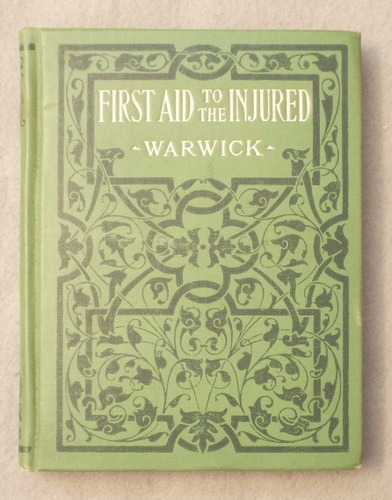 FIRST AID TO THE INJURED
- WARWICK -